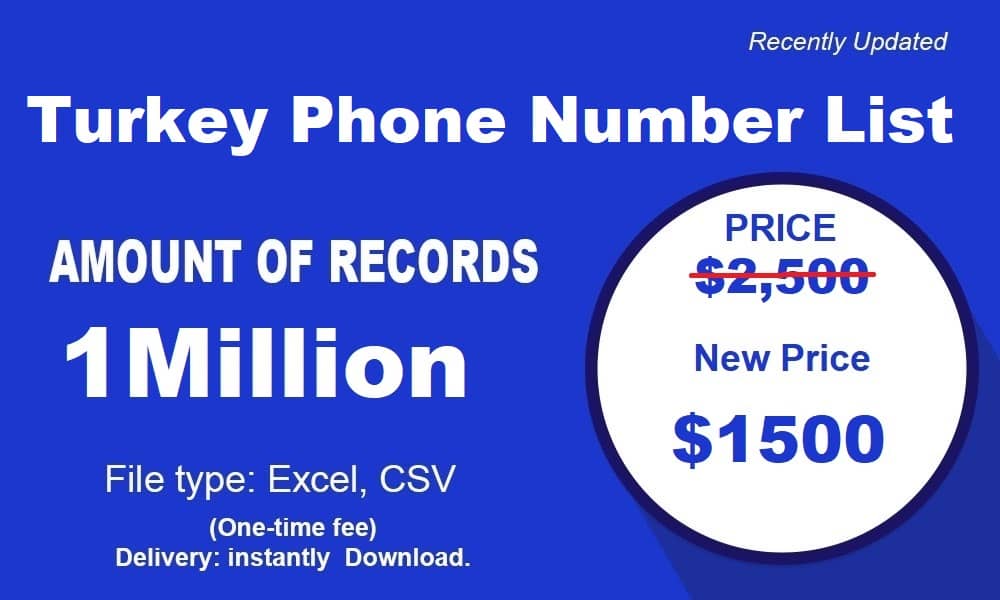 Recently Updated
Turkey Phone Number List
AMOUNT OF RECORDS
1Million
File type: Excel, CSV
(One-time fee)
Delivery: instantly Download.
PRICE
$2,500
New Price
$1500